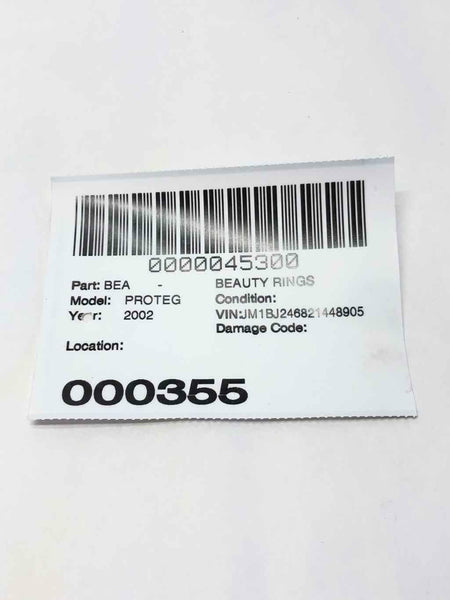 0000045300
Part: BEA - BEAUTY RINGS
Model: PROTEG Condition:
Year: 2002 VIN:JM1BJ246821448905
Damage Code:
Location:
000355